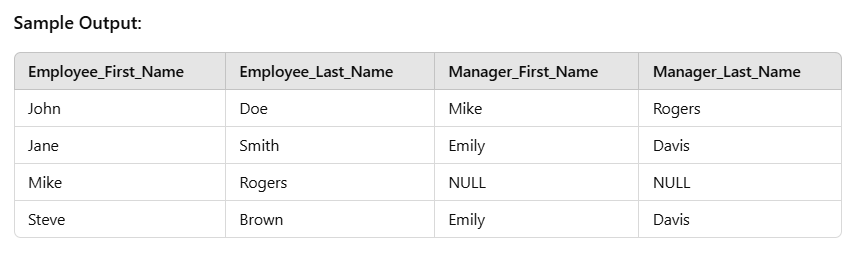 Sample Output:
Employee_First_Name Employee_Last_Name Manager_First_Name Manager_Last_Name
John Doe Mike Rogers
Jane Smith Emily Davis
Mike Rogers NULL NULL
Steve Brown Emily Davis